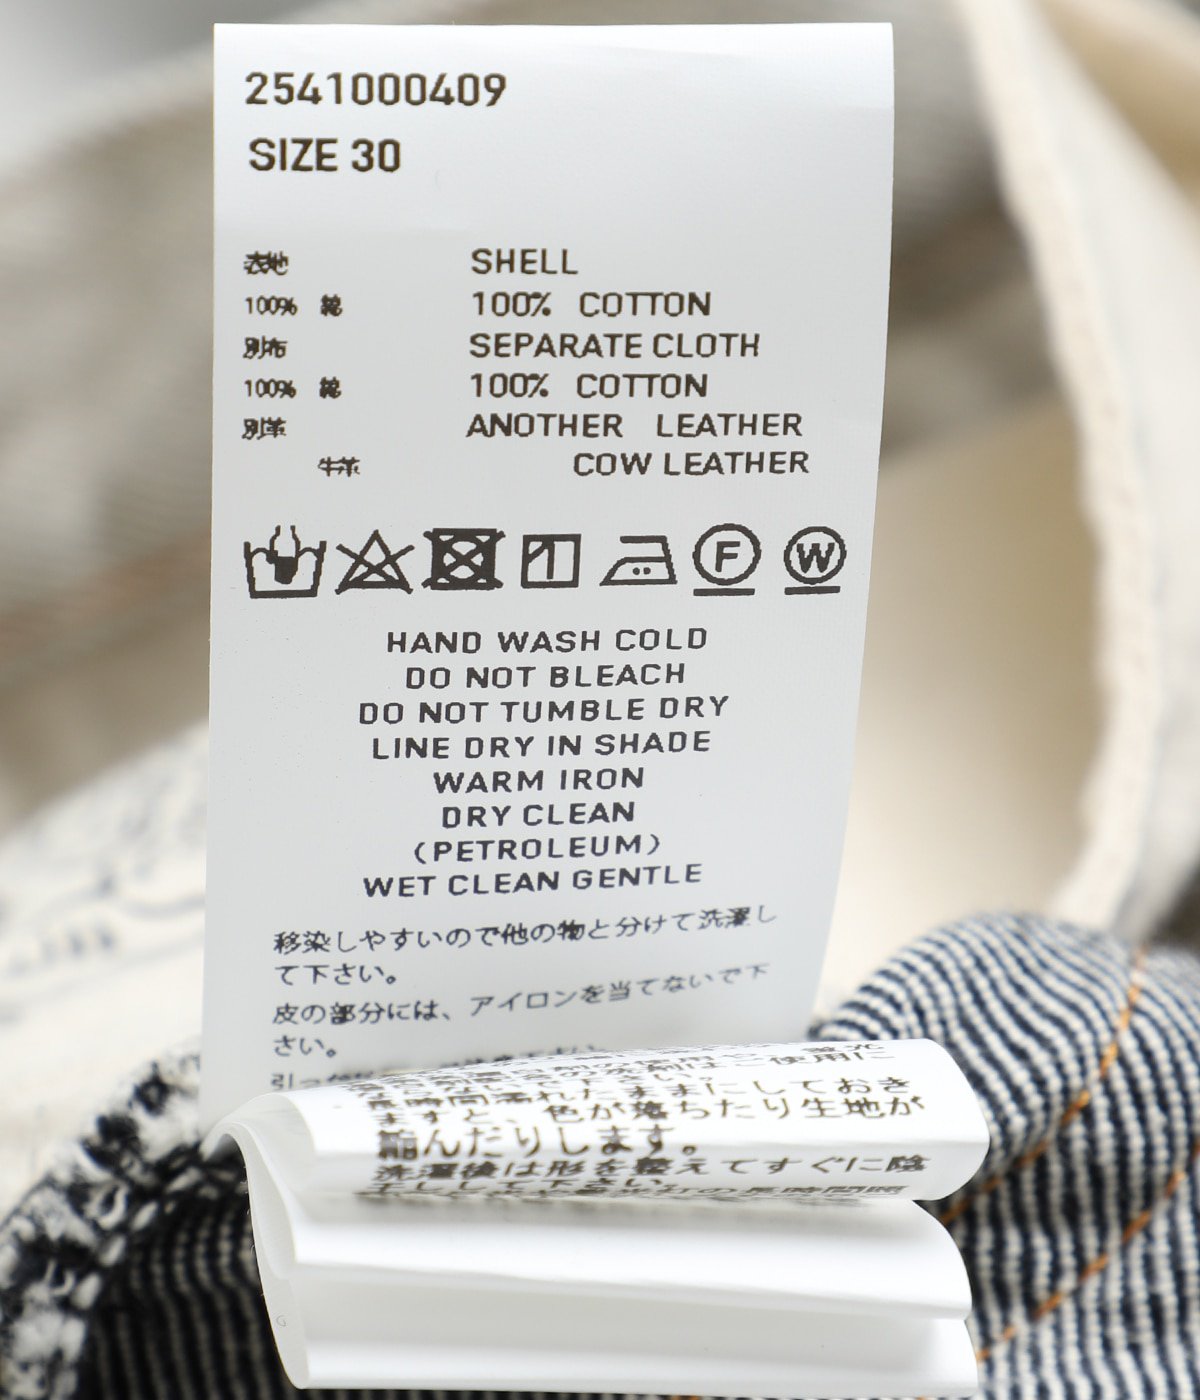 2541000409
SIZE 30
表地 SHELL
100% 綿 100% COTTON
別布 SEPARATE CLOTH
100% 綿 100% COTTON
別革 ANOTHER LEATHER
牛革 COW LEATHER
F W
HAND WASH COLD
DO NOT BLEACH
DO NOT TUMBLE DRY
LINE DRY IN SHADE
WARM IRON
DRY CLEAN
(PETROLEUM)
WET CLEAN GENTLE
移染しやすいので他の物と分けて洗濯し
て下さい。
皮の部分には、アイロンを当てないで下
さい。
長時間濡れたままにしておき
ますと、色が落ちたり生地が
縮んだりします。
洗濯後は形を整えてすぐに陰
干しして下さい。